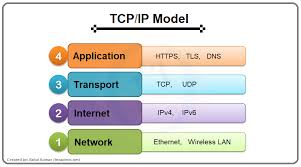 TCP/IP Model
4 Application HTTPS, TLS, DNS
3 Transport TCP, UDP
2 Internet IPv4, IPv6
1 Network Ethernet, Wireless LAN